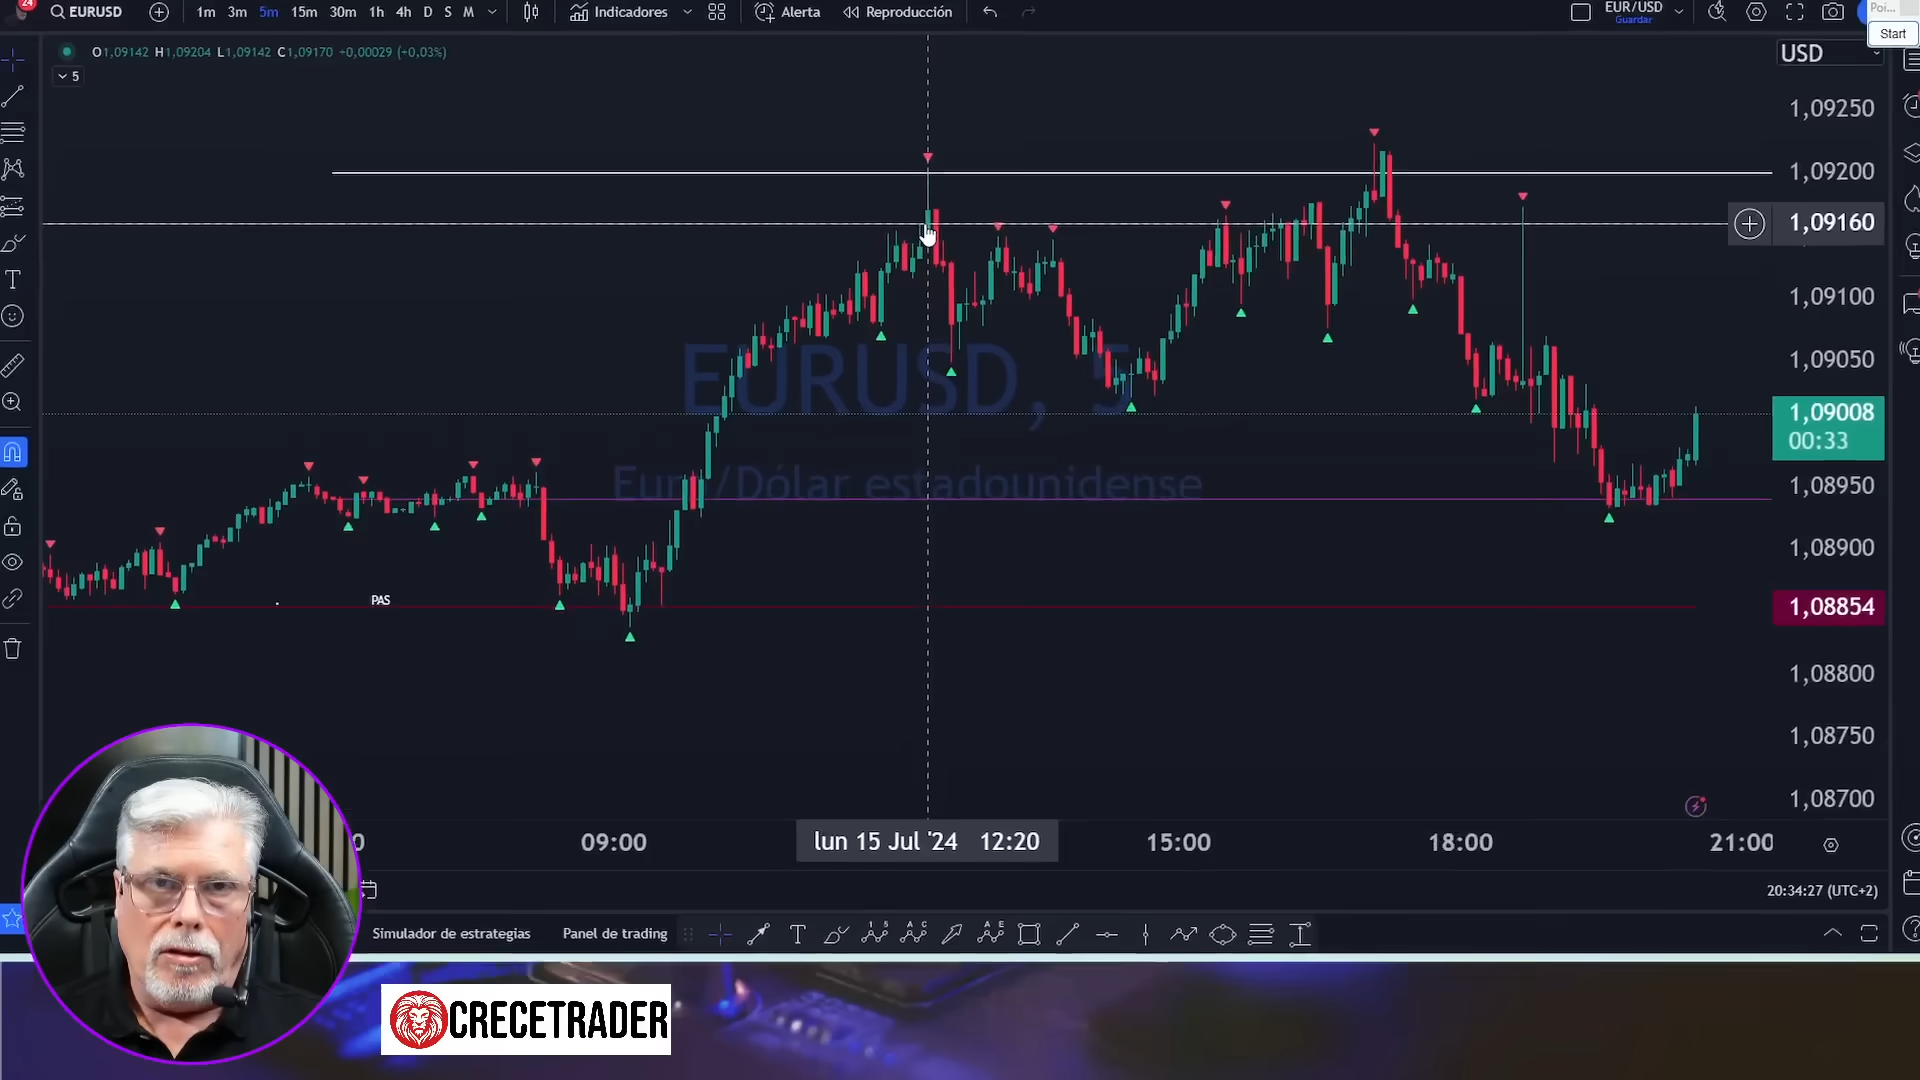 24
EURUSD
1m 3m 5m 15m 30m 1h 4h D S M
Indicadores
Alerta
Reproducción
EUR/USD
Guardar
Poi...
Start
O1,09142 H1,09204 L1,09142 C1,09170 +0,00029 (+0,03%)
5
USD
1,09250
1,09200
1,09160
1,09100
1,09050
1,09008
00:33
1,08950
1,08900
1,08854
1,08800
1,08750
1,08700
EURUSD, 5
Euro/Dólar estadounidense
PAS
09:00
lun 15 Jul '24 12:20
15:00
18:00
21:00
20:34:27 (UTC+2)
Simulador de estrategias
Panel de trading
CRECETRADER